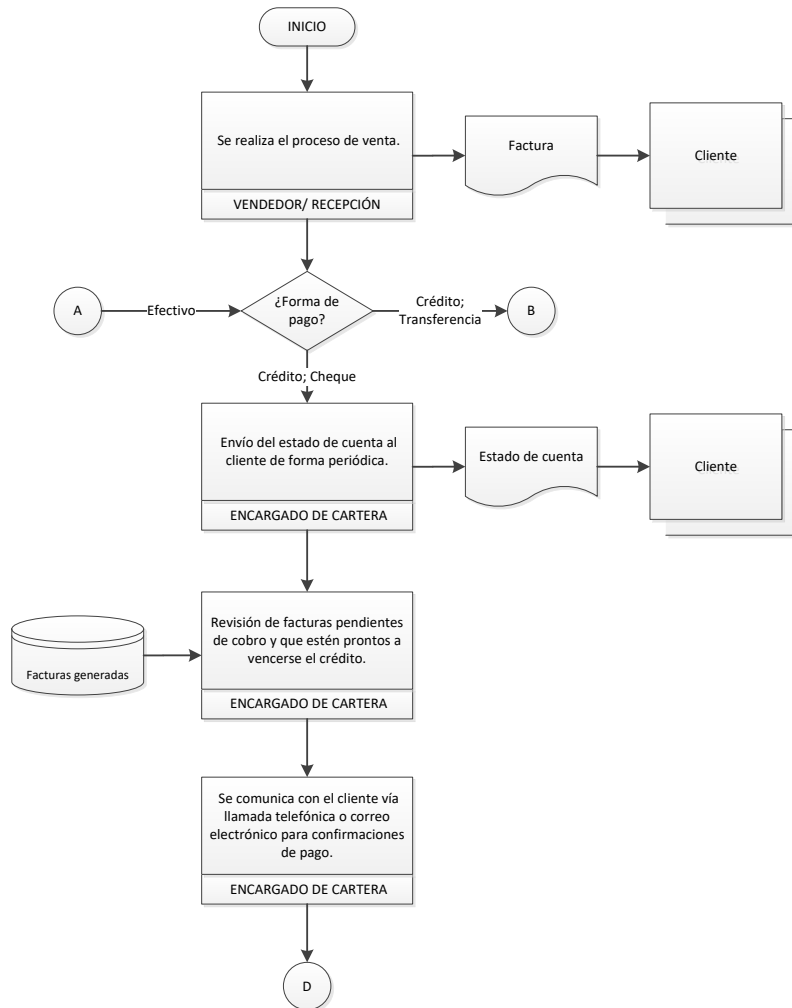 INICIO
Se realiza el proceso de venta.
VENDEDOR/ RECEPCIÓN
Factura
Cliente
A
Efectivo
¿Forma de
pago?
Crédito;
Transferencia
B
Crédito; Cheque
Envío del estado de cuenta al
cliente de forma periódica.
ENCARGADO DE CARTERA
Estado de cuenta
Cliente
Facturas generadas
Revisión de facturas pendientes
de cobro y que estén prontos a
vencerse el crédito.
ENCARGADO DE CARTERA
Se comunica con el cliente vía
llamada telefónica o correo
electrónico para confirmaciones
de pago.
ENCARGADO DE CARTERA
D